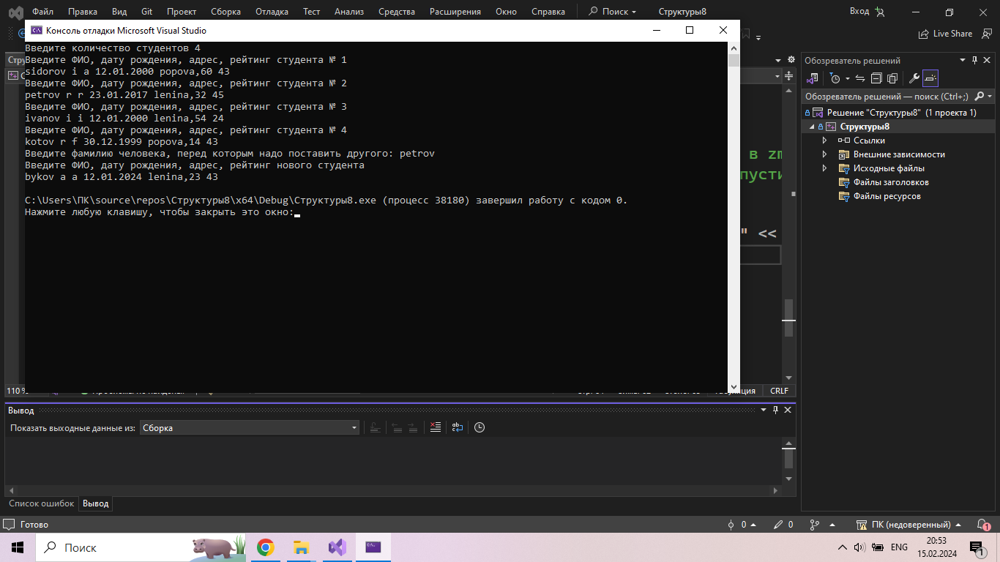 Файл Правка Вид Git Проект Сборка Отладка Тест Анализ Средства Расширения Окно Справка Поиск Структуры8 Вход
Live Share
Консоль отладки Microsoft Visual Studio
Введите количество студентов 4
Введите ФИО, дату рождения, адрес, рейтинг студента № 1
sidorov i a 12.01.2000 popova,60 43
Введите ФИО, дату рождения, адрес, рейтинг студента № 2
petrov r r 23.01.2017 lenina,32 45
Введите ФИО, дату рождения, адрес, рейтинг студента № 3
ivanov i i 12.01.2000 lenina,54 24
Введите ФИО, дату рождения, адрес, рейтинг студента № 4
kotov r f 30.12.1999 popova,14 43
Введите фамилию человека, перед которым надо поставить другого: petrov
Введите ФИО, дату рождения, адрес, рейтинг нового студента
bykov a a 12.01.2024 lenina,23 43
C:\Users\ПК\source\repos\Структуры8\x64\Debug\Структуры8.exe (процесс 38180) завершил работу с кодом 0.
Нажмите любую клавишу, чтобы закрыть это окно:
в
" <<
110 %
CRLF
Обозреватель решений
Обозреватель решений — поиск (Ctrl+;)
Решение "Структуры8" (1 проекта 1)
Структуры8
Ссылки
Внешние зависимости
Исходные файлы
Файлы заголовков
Файлы ресурсов
Вывод
Показать выходные данные из: Сборка
Список ошибок Вывод
Готово 0 0 ПК (недоверенный) 1
Поиск ENG 20:53
15.02.2024 1